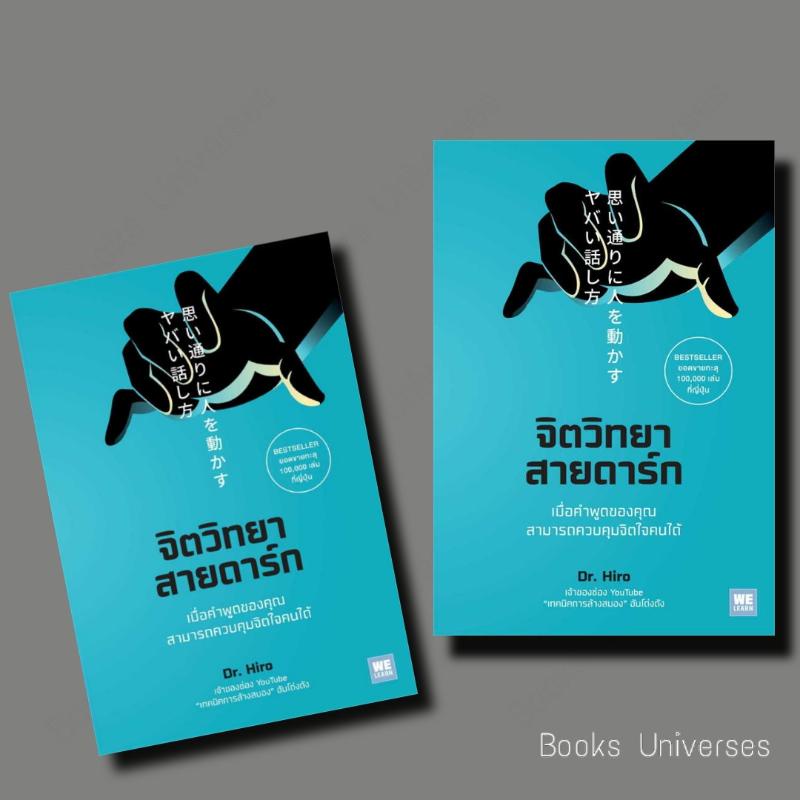 思い通りに人を動かす
ヤバい話し方
BESTSELLER
ยอดขายทะลุ
100,000 เล่ม
ที่ญี่ปุ่น
จิตวิทยา
สายดาร์ก
เมื่อคำพูดของคุณ
สามารถควบคุมจิตใจคนได้
Dr. Hiro
เจ้าของช่อง YouTube
"เทคนิคการล้างสมอง" อันโด่งดัง
WE
LEARN
思い通りに人を動かす
ヤバい話し方
BESTSELLER
ยอดขายทะลุ
100,000 เล่ม
ที่ญี่ปุ่น
จิตวิทยา
สายดาร์ก
เมื่อคำพูดของคุณ
สามารถควบคุมจิตใจคนได้
Dr. Hiro
เจ้าของช่อง YouTube
"เทคนิคการล้างสมอง" อันโด่งดัง
WE
LEARN
Books Universes